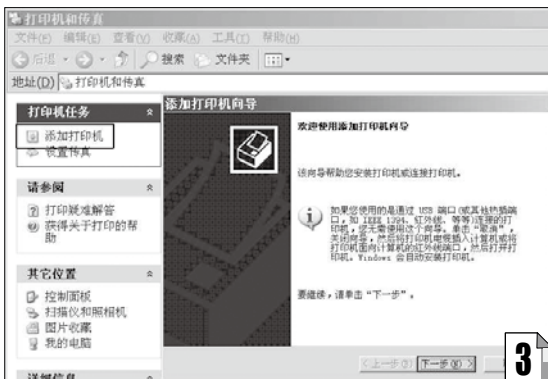 打印机和传真
文件(F) 编辑(E) 查看(V) 收藏(A) 工具(T) 帮助(H)
后退 搜索 文件夹
地址(D) 打印机和传真
打印机任务
添加打印机
设置传真
请参阅
打印疑难解答
获得关于打印的帮
助
其它位置
控制面板
扫描仪和照相机
图片收藏
我的电脑
详细信息
添加打印机向导
欢迎使用添加打印机向导
该向导帮助您安装打印机或连接打印机。
如果您使用的是通过 USB 端口(或其他热插拔端
口，如 IEEE 1394、红外线，等等)连接的打
印机，您无需使用这个向导。单击“取消”，
关闭向导，然后将打印机电缆插入计算机或将
打印机面向计算机的红外线端口，然后打开打
印机。Windows 会自动安装打印机。
要继续，请单击“下一步”。
<上一步(B) 下一步(N)>
3